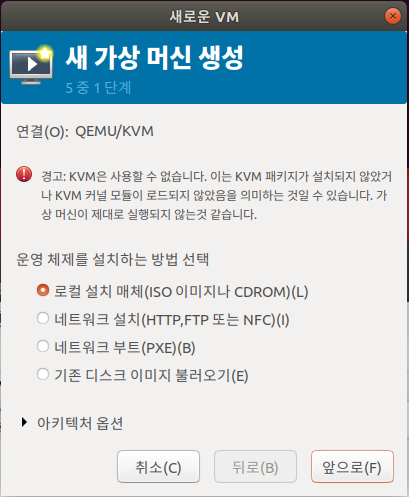 새로운 VM
새 가상 머신 생성
5 중 1 단계
연결(O): QEMU/KVM
경고: KVM은 사용할 수 없습니다. 이는 KVM 패키지가 설치되지 않았거
나 KVM 커널 모듈이 로드되지 않았음을 의미하는 것일 수 있습니다. 가
상 머신이 제대로 실행되지 않는것 같습니다.
운영 체제를 설치하는 방법 선택
로컬 설치 매체(ISO 이미지나 CDROM)(L)
네트워크 설치(HTTP,FTP 또는 NFC)(I)
네트워크 부트(PXE)(B)
기존 디스크 이미지 불러오기(E)
아키텍처 옵션
취소(C) 뒤로(B) 앞으로(F)